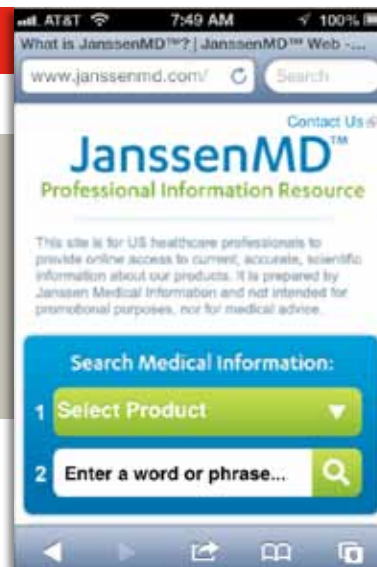 AT&T 7:49 AM 100%
What is JanssenMD™? | JanssenMD™ Web -...
www.janssenmd.com/ Search
Contact Us
JanssenMD™
Professional Information Resource
This site is for US healthcare professionals to
provide online access to current, accurate, scientific
information about our products. It is prepared by
Janssen Medical Information and not intended for
promotional purposes, nor for medical advice.
Search Medical Information:
1 Select Product
2 Enter a word or phrase...